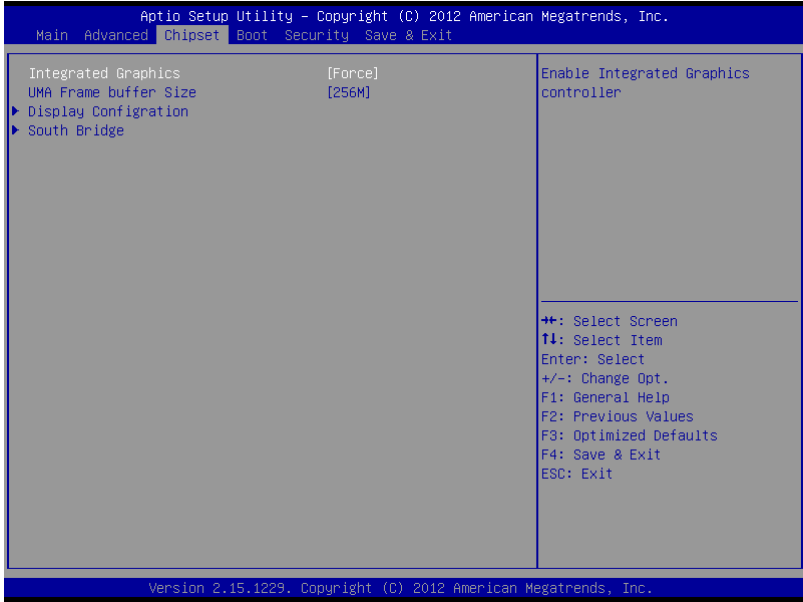 Aptio Setup Utility – Copyright (C) 2012 American Megatrends, Inc.
Main Advanced Chipset Boot Security Save & Exit
Integrated Graphics [Force]
UMA Frame buffer Size [256M]
Display Configration
South Bridge
Enable Integrated Graphics
controller
→←: Select Screen
↑↓: Select Item
Enter: Select
+/-: Change Opt.
F1: General Help
F2: Previous Values
F3: Optimized Defaults
F4: Save & Exit
ESC: Exit
Version 2.15.1229. Copyright (C) 2012 American Megatrends, Inc.